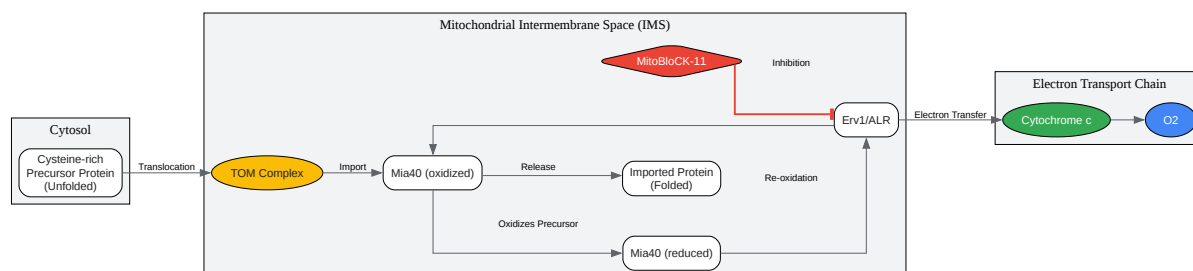 Mitochondrial Intermembrane Space (IMS)
MitoBloCK-11
Inhibition
Electron Transport Chain
Cytosol
Erv1/ALR
Electron Transfer
Cytochrome c
O2
Cysteine-rich
Precursor Protein
(Unfolded)
Translocation
TOM Complex
Import
Mia40 (oxidized)
Release
Imported Protein
(Folded)
Re-oxidation
Oxidizes Precursor
Mia40 (reduced)